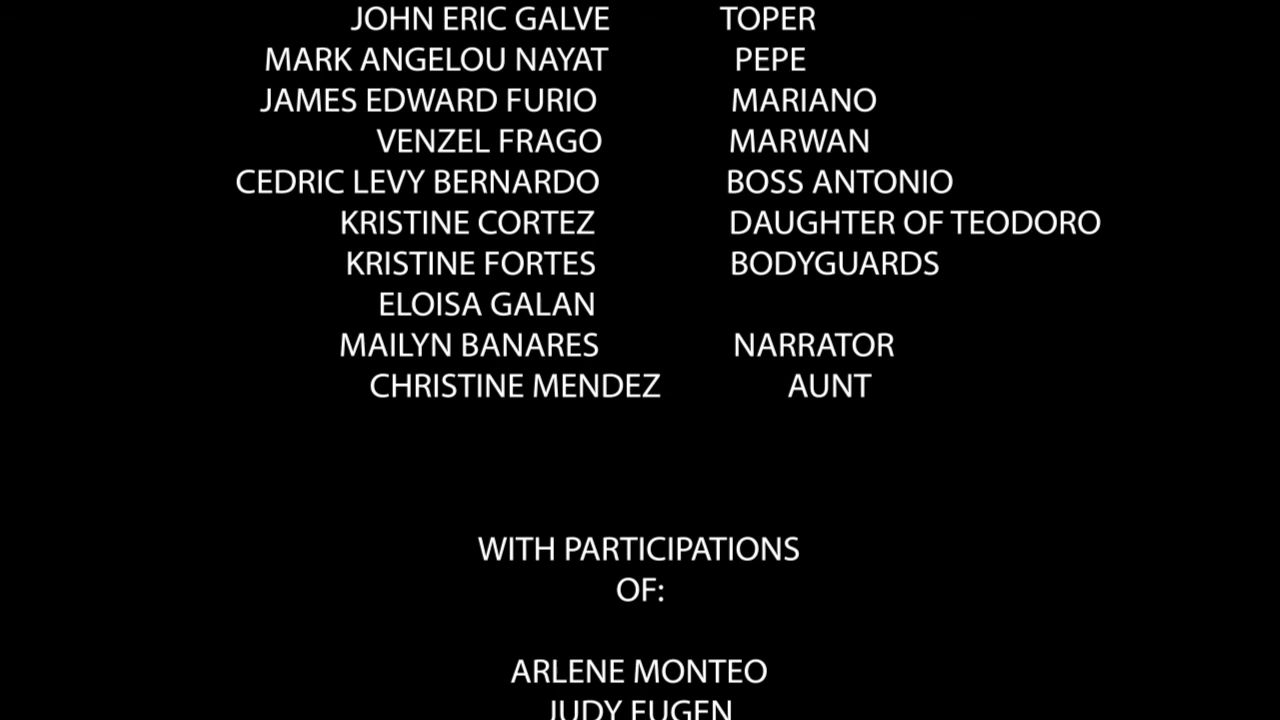 JOHN ERIC GALVE TOPER
MARK ANGELOU NAYAT PEPE
JAMES EDWARD FURIO MARIANO
VENZEL FRAGO MARWAN
CEDRIC LEVY BERNARDO BOSS ANTONIO
KRISTINE CORTEZ DAUGHTER OF TEODORO
KRISTINE FORTES BODYGUARDS
ELOISA GALAN
MAILYN BANARES NARRATOR
CHRISTINE MENDEZ AUNT
WITH PARTICIPATIONS
OF:
ARLENE MONTEO
JUDY EUGEN